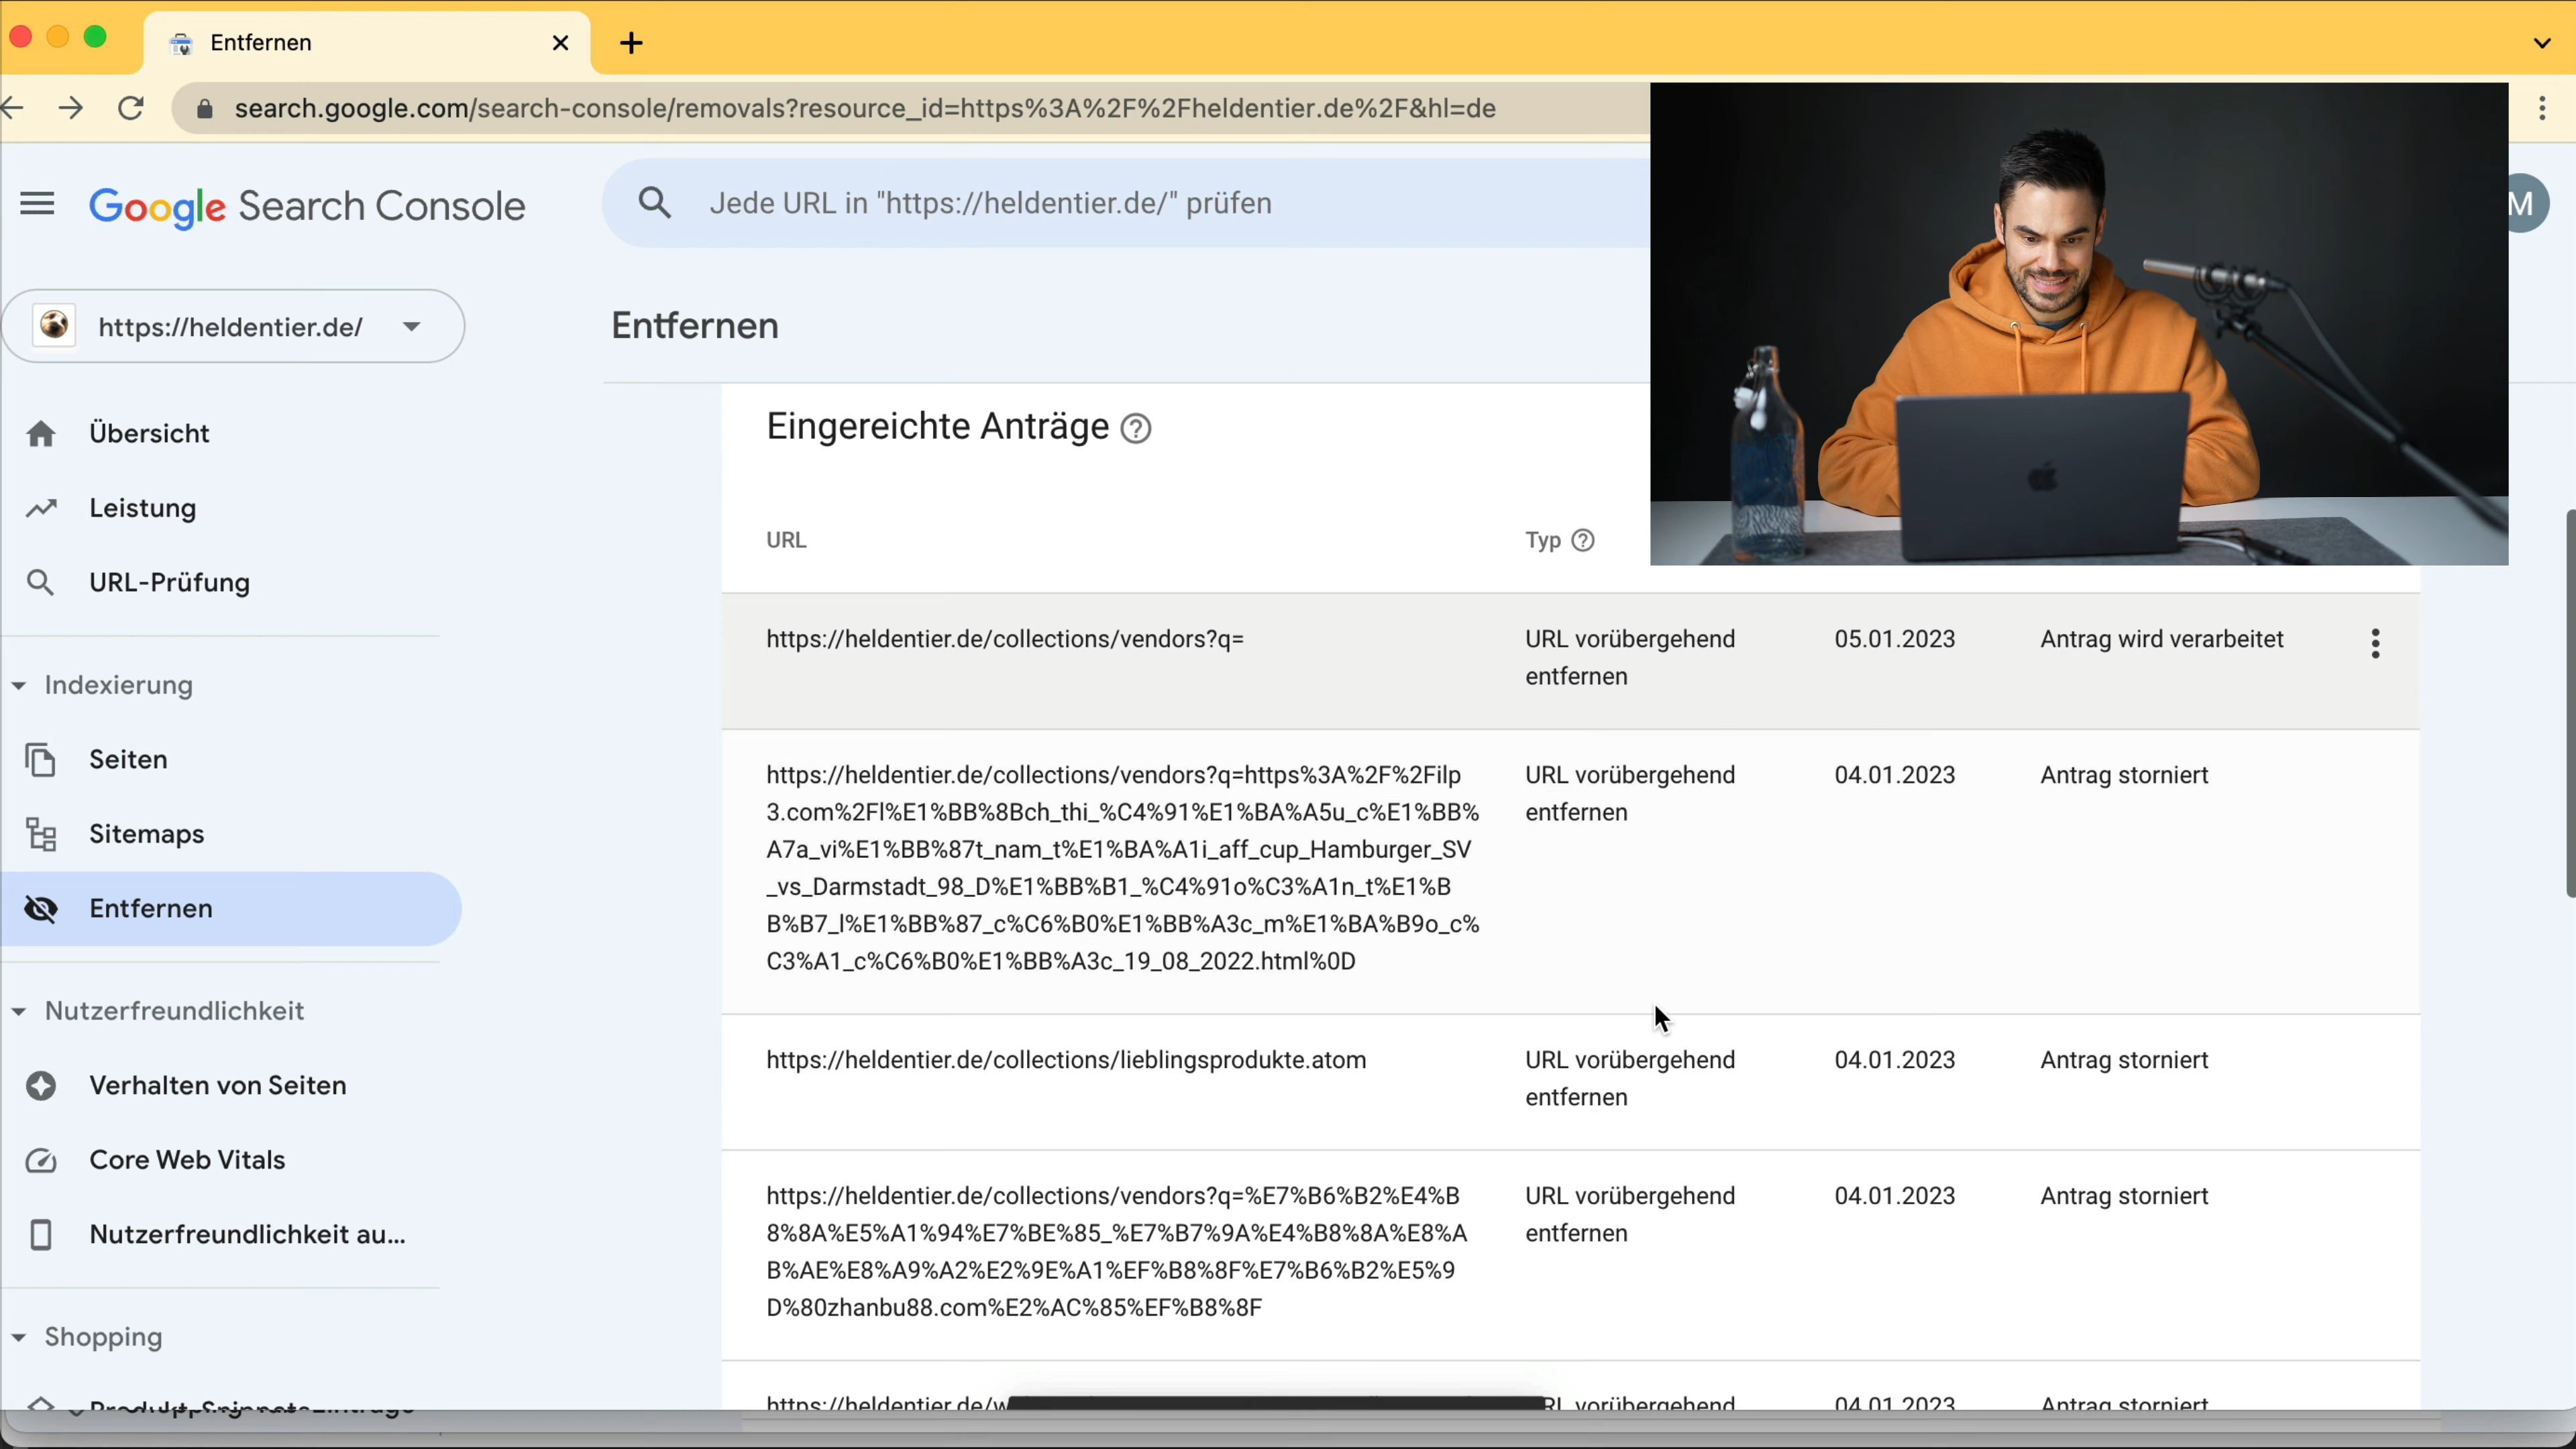 Entfernen
search.google.com/search-console/removals?resource_id=https%3A%2F%2Fheldentier.de%2F&hl=de
Google Search Console
Jede URL in "https://heldentier.de/" prüfen
M
https://heldentier.de/
Entfernen
Übersicht
Leistung
URL-Prüfung
Indexierung
Seiten
Sitemaps
Entfernen
Nutzerfreundlichkeit
Verhalten von Seiten
Core Web Vitals
Nutzerfreundlichkeit au...
Shopping
Eingereichte Anträge
URL
Typ
https://heldentier.de/collections/vendors?q=
URL vorübergehend
entfernen
05.01.2023
Antrag wird verarbeitet
https://heldentier.de/collections/vendors?q=https%3A%2F%2Filp
3.com%2Fl%E1%BB%8Bch_thi_%C4%91%E1%BA%A5u_c%E1%BB%
A7a_vi%E1%BB%87t_nam_t%E1%BA%A1i_aff_cup_Hamburger_SV
_vs_Darmstadt_98_D%E1%BB%B1_%C4%91o%C3%A1n_t%E1%B
B%B7_l%E1%BB%87_c%C6%B0%E1%BB%A3c_m%E1%BA%B9o_c%
C3%A1_c%C6%B0%E1%BB%A3c_19_08_2022.html%0D
URL vorübergehend
entfernen
04.01.2023
Antrag storniert
https://heldentier.de/collections/lieblingsprodukte.atom
URL vorübergehend
entfernen
04.01.2023
Antrag storniert
https://heldentier.de/collections/vendors?q=%E7%B6%B2%E4%B
8%8A%E5%A1%94%E7%BE%85_%E7%B7%9A%E4%B8%8A%E8%A
B%AE%E8%A9%A2%E2%9E%A1%EF%B8%8F%E7%B6%B2%E5%9
D%80zhanbu88.com%E2%AC%85%EF%B8%8F
URL vorübergehend
entfernen
04.01.2023
Antrag storniert
https://heldentier.de/w
RL vorübergehend
04.01.2023
Antrag storniert